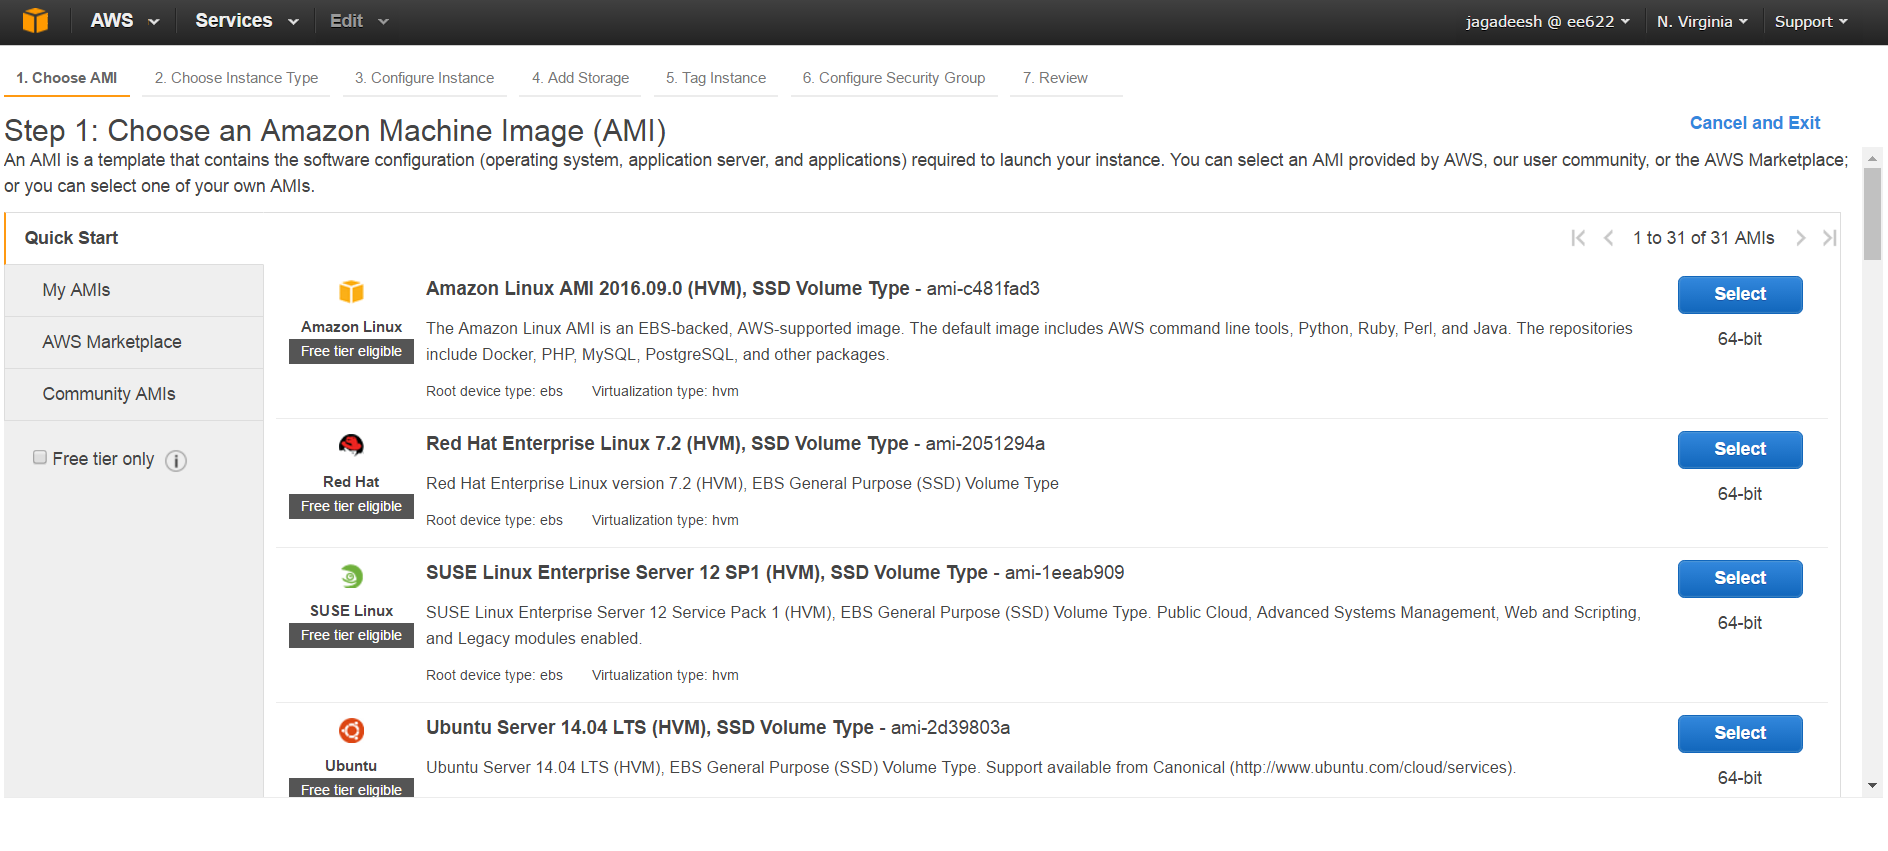 AWS Services Edit jagadeesh @ ee622 N. Virginia Support
1. Choose AMI 2. Choose Instance Type 3. Configure Instance 4. Add Storage 5. Tag Instance 6. Configure Security Group 7. Review
Step 1: Choose an Amazon Machine Image (AMI)
Cancel and Exit
An AMI is a template that contains the software configuration (operating system, application server, and applications) required to launch your instance. You can select an AMI provided by AWS, our user community, or the AWS Marketplace;
or you can select one of your own AMIs.
Quick Start
1 to 31 of 31 AMIs
My AMIs
AWS Marketplace
Community AMIs
Free tier only
Amazon Linux
Free tier eligible
Amazon Linux AMI 2016.09.0 (HVM), SSD Volume Type - ami-c481fad3
The Amazon Linux AMI is an EBS-backed, AWS-supported image. The default image includes AWS command line tools, Python, Ruby, Perl, and Java. The repositories
include Docker, PHP, MySQL, PostgreSQL, and other packages.
Root device type: ebs Virtualization type: hvm
Select
64-bit
Red Hat
Free tier eligible
Red Hat Enterprise Linux 7.2 (HVM), SSD Volume Type - ami-2051294a
Red Hat Enterprise Linux version 7.2 (HVM), EBS General Purpose (SSD) Volume Type
Root device type: ebs Virtualization type: hvm
Select
64-bit
SUSE Linux
Free tier eligible
SUSE Linux Enterprise Server 12 SP1 (HVM), SSD Volume Type - ami-1eeab909
SUSE Linux Enterprise Server 12 Service Pack 1 (HVM), EBS General Purpose (SSD) Volume Type. Public Cloud, Advanced Systems Management, Web and Scripting,
and Legacy modules enabled.
Root device type: ebs Virtualization type: hvm
Select
64-bit
Ubuntu
Free tier eligible
Ubuntu Server 14.04 LTS (HVM), SSD Volume Type - ami-2d39803a
Ubuntu Server 14.04 LTS (HVM), EBS General Purpose (SSD) Volume Type. Support available from Canonical (http://www.ubuntu.com/cloud/services).
Select
64-bit